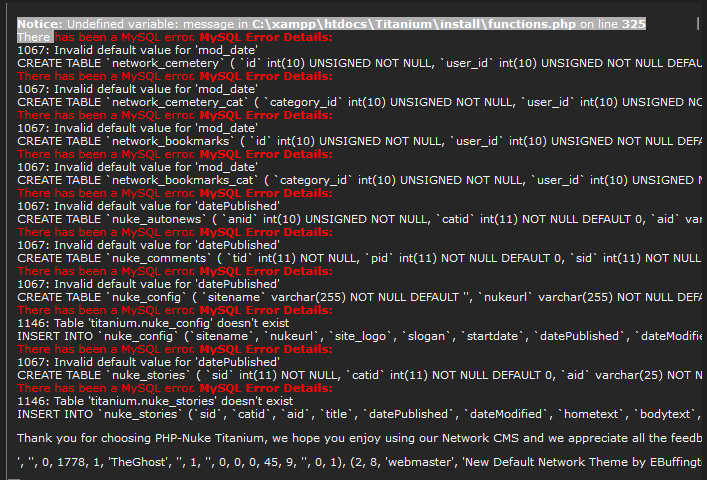 Notice: Undefined variable: message in C:\xampp\htdocs\Titanium\install\functions.php on line 325
There has been a MySQL error. MySQL Error Details:
1067: Invalid default value for 'mod_date'
CREATE TABLE `network_cemetery` ( `id` int(10) UNSIGNED NOT NULL, `user_id` int(10) UNSIGNED NOT NULL DEFAU
There has been a MySQL error. MySQL Error Details:
1067: Invalid default value for 'mod_date'
CREATE TABLE `network_cemetery_cat` ( `category_id` int(10) UNSIGNED NOT NULL, `user_id` int(10) UNSIGNED NO
There has been a MySQL error. MySQL Error Details:
1067: Invalid default value for 'mod_date'
CREATE TABLE `network_bookmarks` ( `id` int(10) UNSIGNED NOT NULL, `user_id` int(10) UNSIGNED NOT NULL DEFA
There has been a MySQL error. MySQL Error Details:
1067: Invalid default value for 'mod_date'
CREATE TABLE `network_bookmarks_cat` ( `category_id` int(10) UNSIGNED NOT NULL, `user_id` int(10) UNSIGNED N
There has been a MySQL error. MySQL Error Details:
1067: Invalid default value for 'datePublished'
CREATE TABLE `nuke_autonews` ( `anid` int(10) UNSIGNED NOT NULL, `catid` int(11) NOT NULL DEFAULT 0, `aid` var
There has been a MySQL error. MySQL Error Details:
1067: Invalid default value for 'datePublished'
CREATE TABLE `nuke_comments` ( `tid` int(11) NOT NULL, `pid` int(11) NOT NULL DEFAULT 0, `sid` int(11) NOT NULL
There has been a MySQL error. MySQL Error Details:
1067: Invalid default value for 'datePublished'
CREATE TABLE `nuke_config` ( `sitename` varchar(255) NOT NULL DEFAULT '', `nukeurl` varchar(255) NOT NULL DEFA
There has been a MySQL error. MySQL Error Details:
1146: Table 'titanium.nuke_config' doesn't exist
INSERT INTO `nuke_config` (`sitename`, `nukeurl`, `site_logo`, `slogan`, `startdate`, `datePublished`, `dateModifie
There has been a MySQL error. MySQL Error Details:
1067: Invalid default value for 'datePublished'
CREATE TABLE `nuke_stories` ( `sid` int(11) NOT NULL, `catid` int(11) NOT NULL DEFAULT 0, `aid` varchar(25) NOT N
There has been a MySQL error. MySQL Error Details:
1146: Table 'titanium.nuke_stories' doesn't exist
INSERT INTO `nuke_stories` (`sid`, `catid`, `aid`, `title`, `datePublished`, `dateModified`, `hometext`, `bodytext`,
Thank you for choosing PHP-Nuke Titanium, we hope you enjoy using our Network CMS and we appreciate all the feedb
', '', 0, 1778, 1, 'TheGhost', '', 1, '', 0, 0, 0, 45, 9, '', 0, 1), (2, 8, 'webmaster', 'New Default Network Theme by EBuffingt